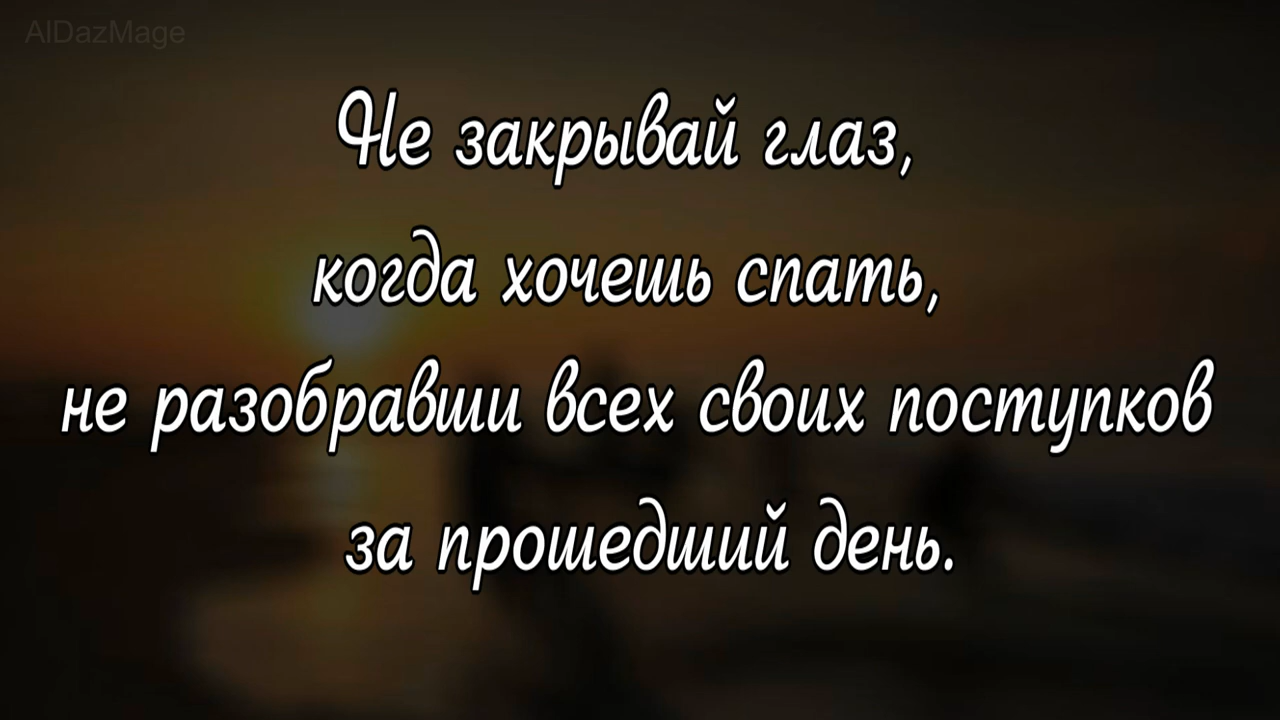 AlDazMage
Не закрывай глаз,
когда хочешь спать,
не разобравши всех своих поступков
за прошедший день.